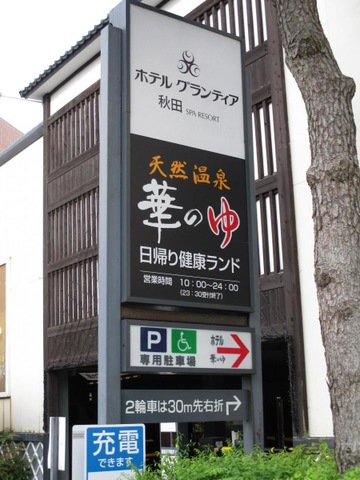 ホテル グランティア
秋田 SPA RESORT
天然温泉
華のゆ
日帰り健康ランド
営業時間 10:00〜24:00
(23:30受付終了)
P
専用駐車場
ホテル
華のゆ
2輪車は30m先右折
充電
できます